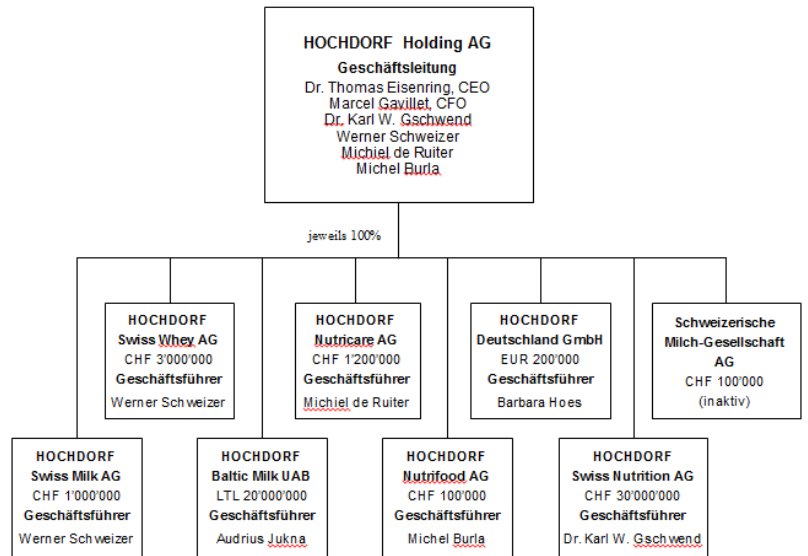 HOCHDORF Holding AG
Geschäftsleitung
Dr. Thomas Eisenring, CEO
Marcel Gavillet, CFO
Dr. Karl W. Gschwend
Werner Schweizer
Michiel de Ruiter
Michel Burla
jeweils 100%
HOCHDORF
Swiss Whey AG
CHF 3'000'000
Geschäftsführer
Werner Schweizer
HOCHDORF
Nutricare AG
CHF 1'200'000
Geschäftsführer
Michiel de Ruiter
HOCHDORF
Deutschland GmbH
EUR 200'000
Geschäftsführer
Barbara Hoes
Schweizerische
Milch-Gesellschaft
AG
CHF 100'000
(inaktiv)
HOCHDORF
Swiss Milk AG
CHF 1'000'000
Geschäftsführer
Werner Schweizer
HOCHDORF
Baltic Milk UAB
LTL 20'000'000
Geschäftsführer
Audrius Jukna
HOCHDORF
Nutrifood AG
CHF 100'000
Geschäftsführer
Michel Burla
HOCHDORF
Swiss Nutrition AG
CHF 30'000'000
Geschäftsführer
Dr. Karl W. Gschwend